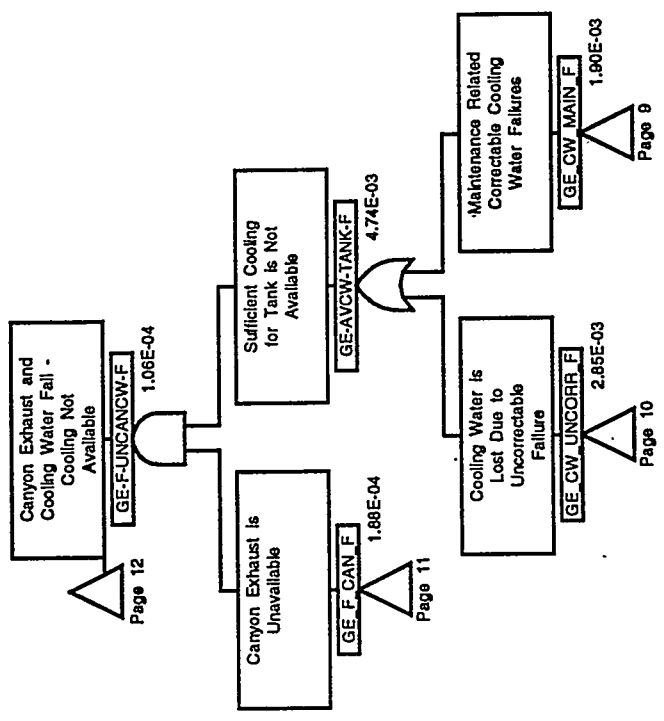 Canyon Exhaust and
Cooling Water Fail -
Cooling Not
Available
GE-F-UNCANCW-F
1.06E-04
Page 12
Canyon Exhaust Is
Unavailable
GE_F_CAN_F
1.88E-04
Page 11
Sufficient Cooling
for Tank Is Not
Available
GE-AVCW-TANK-F
4.74E-03
Cooling Water Is
Lost Due to
Uncorrectable
Failure
GE_CW_UNCORR_F
2.85E-03
Page 10
'Maintenance Related
Correctable Cooling
Water Failures
GE_CW_MAIN_F
1.90E-03
Page 9